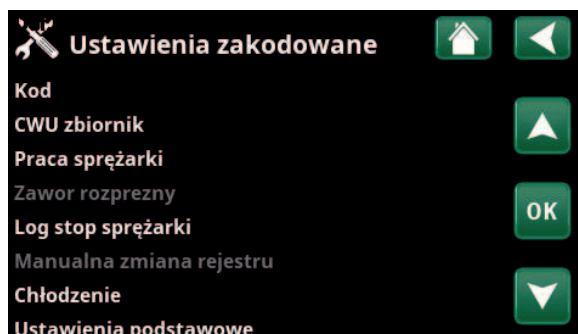 Ustawienia zakodowane
Kod
CWU zbiornik
Praca sprężarki
Zawor rozprezny
OK
Log stop sprężarki
Manualna zmiana rejestru
Chłodzenie
Ustawienia podstawowe